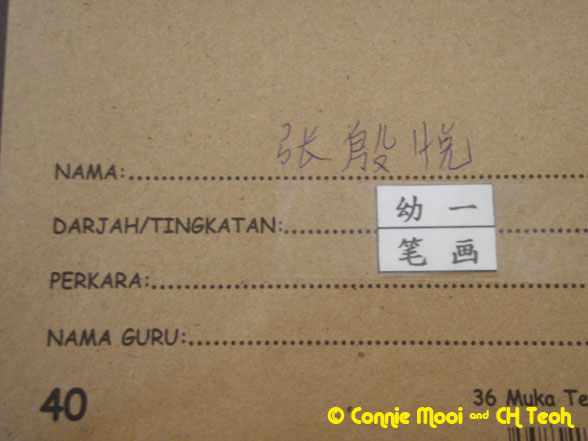 NAMA: 张殷悦
DARJAH/TINGKATAN: 幼一
PERKARA: 笔画
NAMA GURU:
40
36 Muka Te
© Connie Mooi and CH Teoh